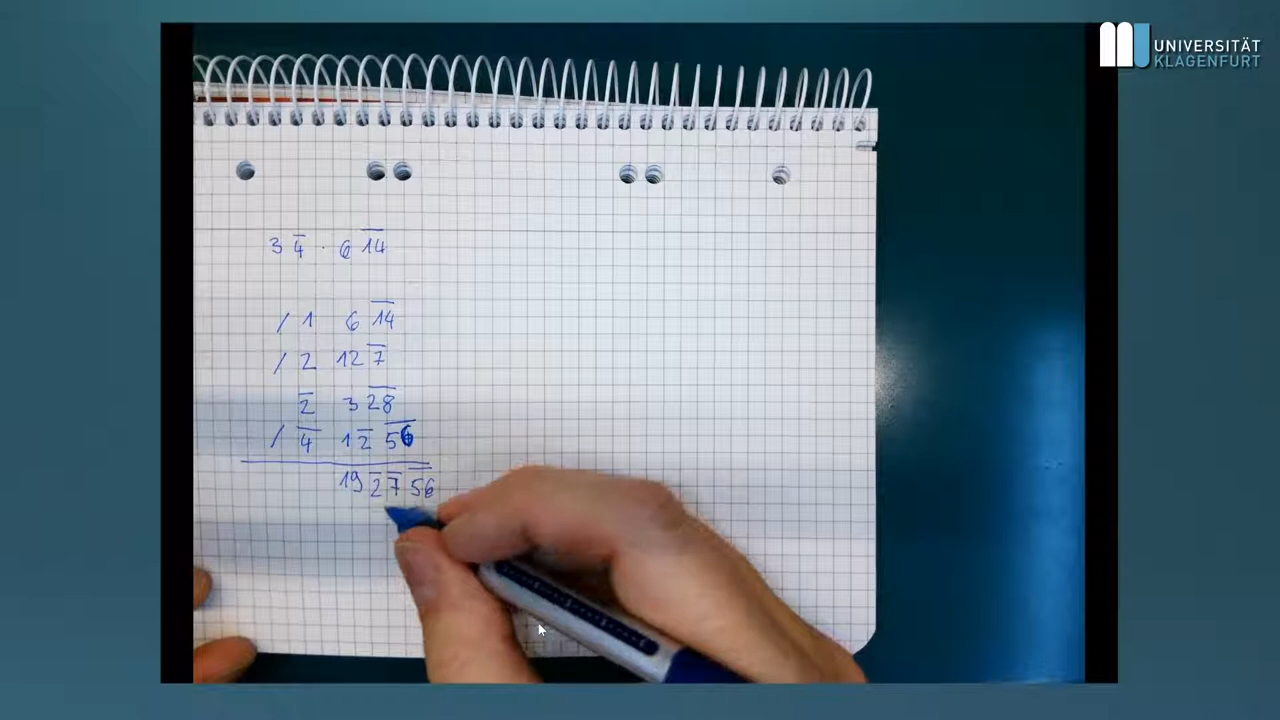 UNIVERSITÄT
KLAGENFURT
3 4̅ · 6 1̅4̅
/ 1 6 1̅4̅
/ 2 12 7̅
2̅ 3 2̅8̅
/ 4̅ 1 2̅ 5̅6̅
19 2̅ 7̅ 5̅6̅